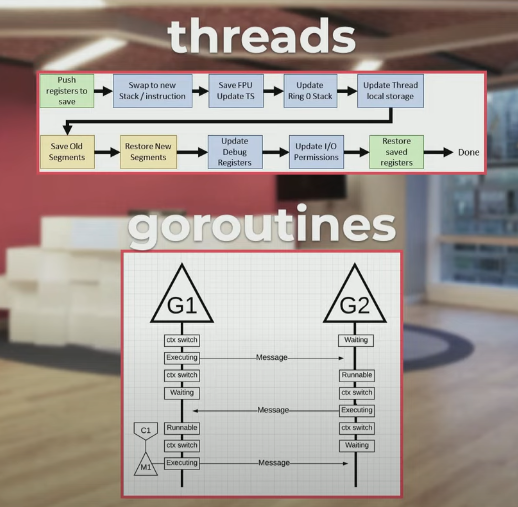 threads
Push
registers to
save
Swap to new
Stack / instruction
Save FPU
Update TS
Update
Ring 0 Stack
Update Thread
local storage
Save Old
Segments
Restore New
Segments
Update
Debug
Registers
Update I/O
Permissions
Restore
saved
registers
Done
goroutines
G1
G2
ctx switch
Waiting
Executing
Message
ctx switch
Runnable
Waiting
ctx switch
Message
Executing
Runnable
ctx switch
C1
ctx switch
Waiting
M1
Executing
Message